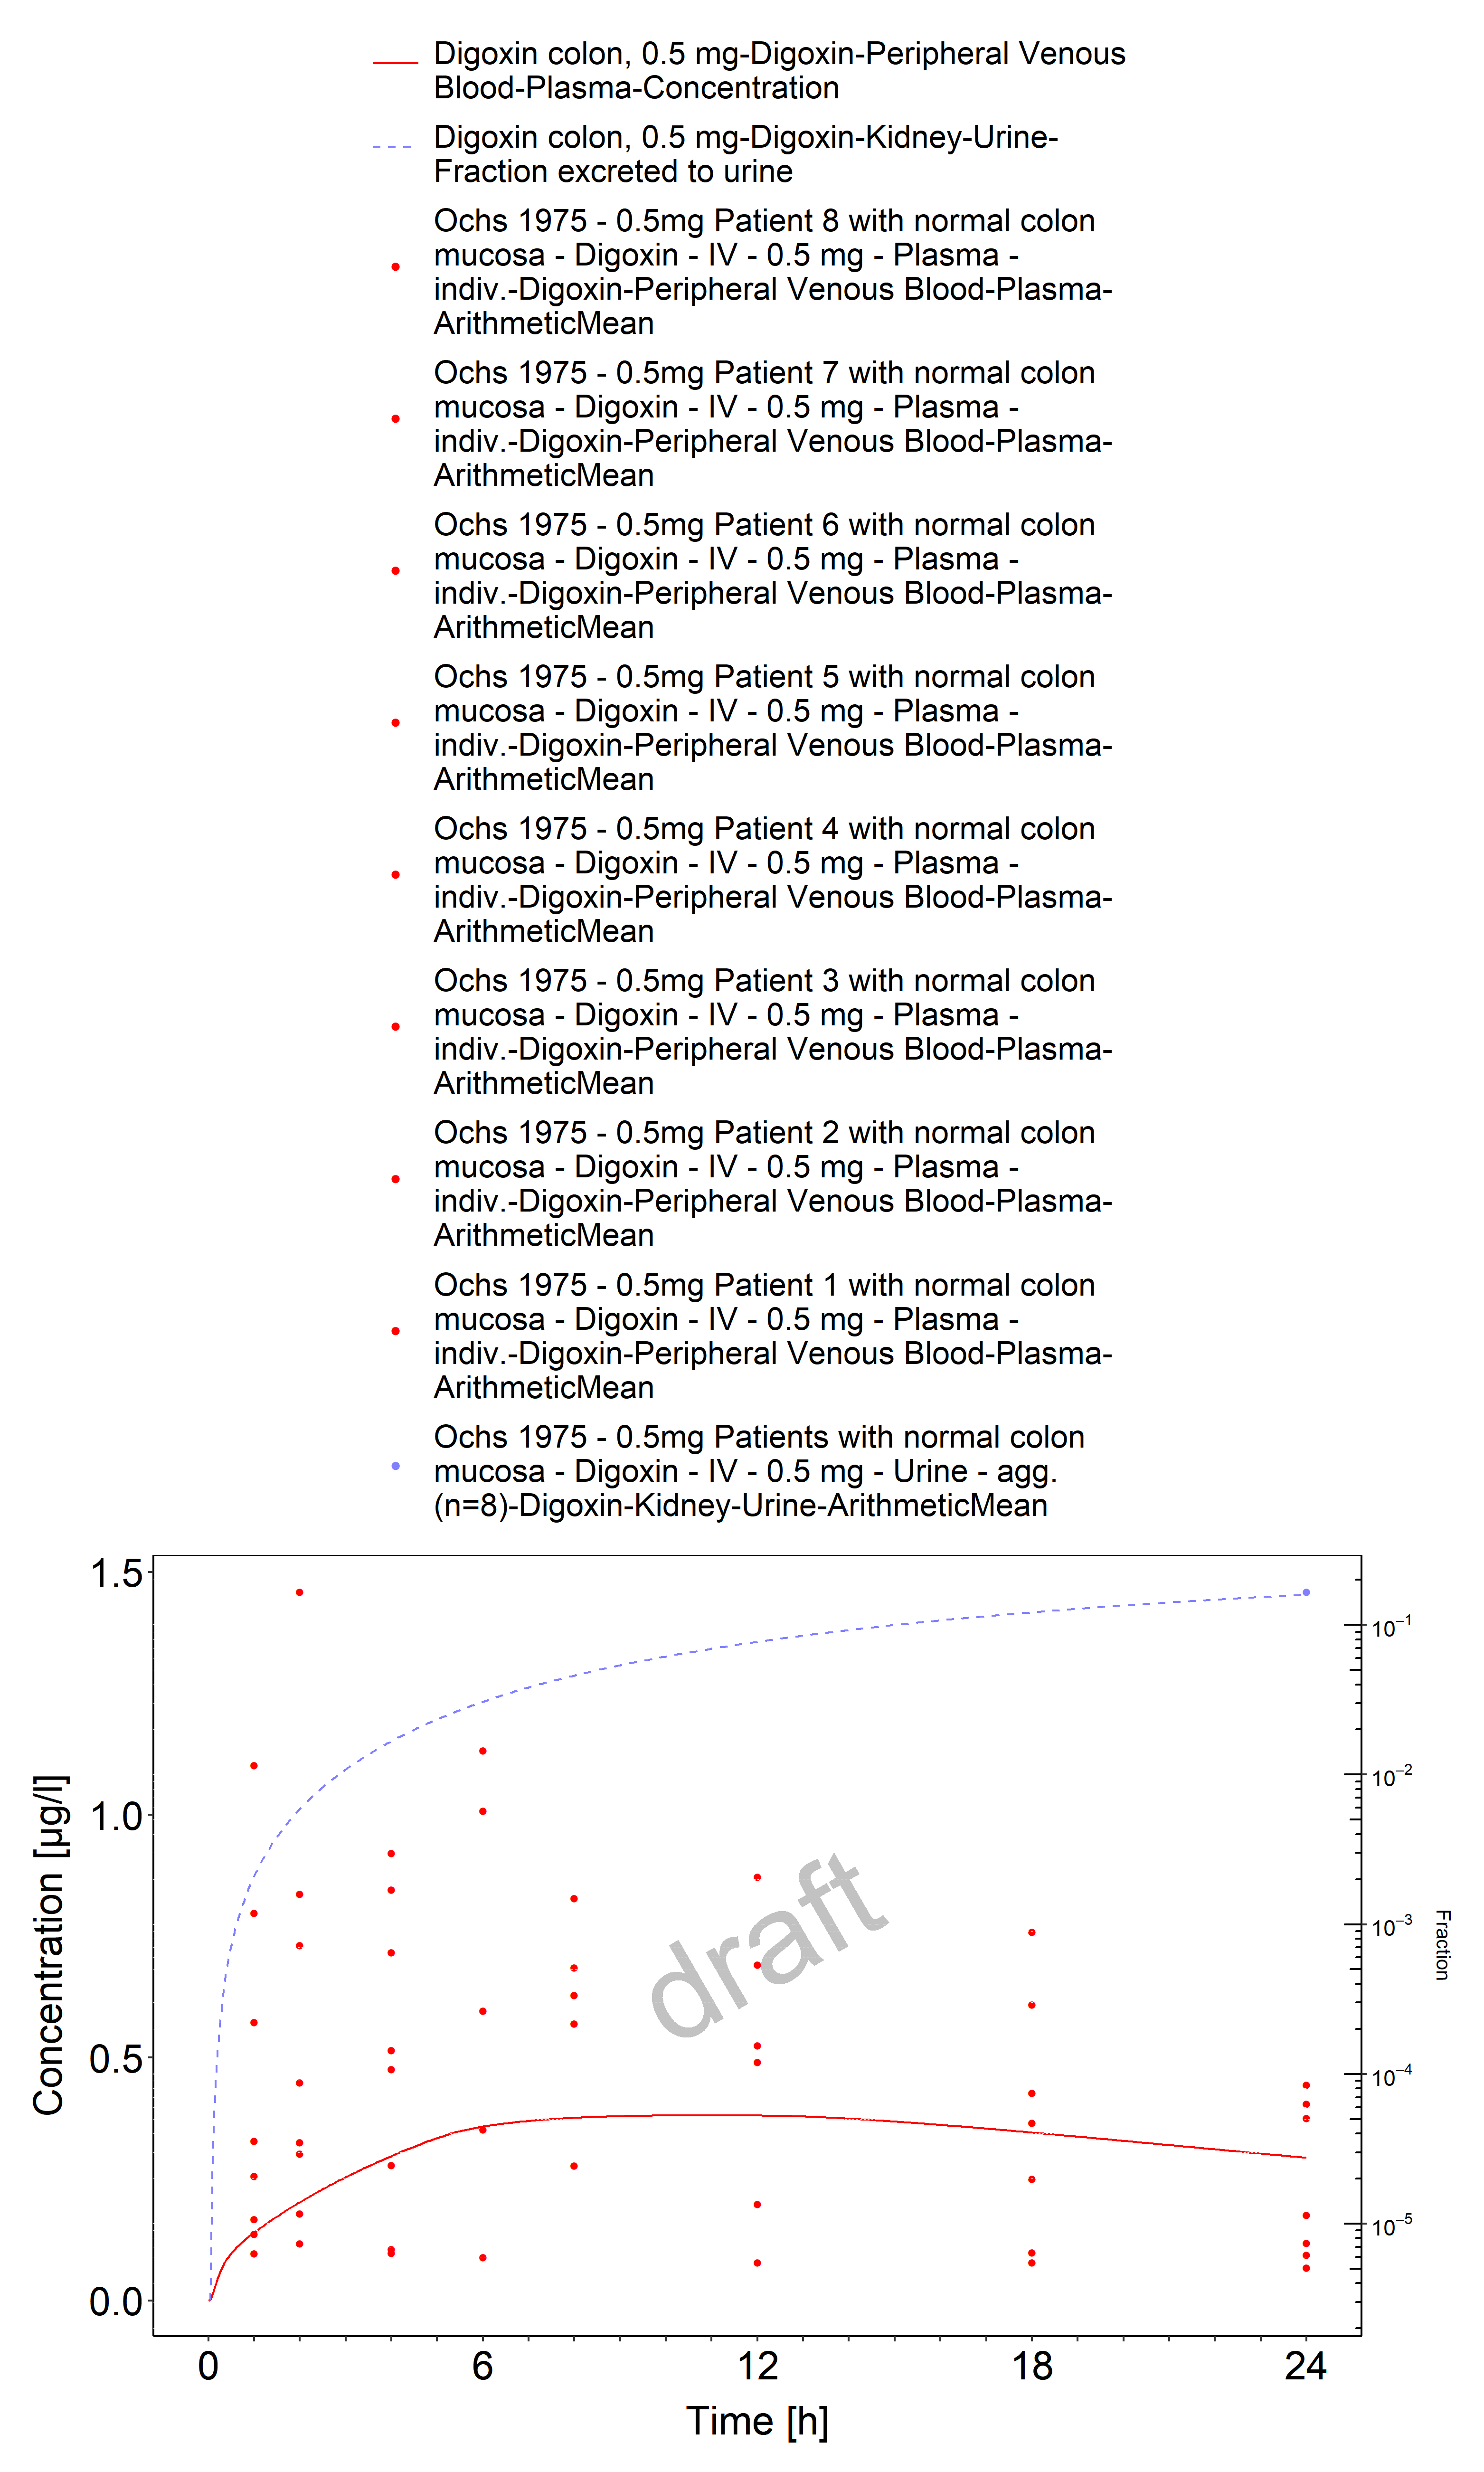 Digoxin colon, 0.5 mg-Digoxin-Peripheral Venous
Blood-Plasma-Concentration
Digoxin colon, 0.5 mg-Digoxin-Kidney-Urine-
Fraction excreted to urine
Ochs 1975 - 0.5mg Patient 8 with normal colon
mucosa - Digoxin - IV - 0.5 mg - Plasma -
indiv.-Digoxin-Peripheral Venous Blood-Plasma-
ArithmeticMean
Ochs 1975 - 0.5mg Patient 7 with normal colon
mucosa - Digoxin - IV - 0.5 mg - Plasma -
indiv.-Digoxin-Peripheral Venous Blood-Plasma-
ArithmeticMean
Ochs 1975 - 0.5mg Patient 6 with normal colon
mucosa - Digoxin - IV - 0.5 mg - Plasma -
indiv.-Digoxin-Peripheral Venous Blood-Plasma-
ArithmeticMean
Ochs 1975 - 0.5mg Patient 5 with normal colon
mucosa - Digoxin - IV - 0.5 mg - Plasma -
indiv.-Digoxin-Peripheral Venous Blood-Plasma-
ArithmeticMean
Ochs 1975 - 0.5mg Patient 4 with normal colon
mucosa - Digoxin - IV - 0.5 mg - Plasma -
indiv.-Digoxin-Peripheral Venous Blood-Plasma-
ArithmeticMean
Ochs 1975 - 0.5mg Patient 3 with normal colon
mucosa - Digoxin - IV - 0.5 mg - Plasma -
indiv.-Digoxin-Peripheral Venous Blood-Plasma-
ArithmeticMean
Ochs 1975 - 0.5mg Patient 2 with normal colon
mucosa - Digoxin - IV - 0.5 mg - Plasma -
indiv.-Digoxin-Peripheral Venous Blood-Plasma-
ArithmeticMean
Ochs 1975 - 0.5mg Patient 1 with normal colon
mucosa - Digoxin - IV - 0.5 mg - Plasma -
indiv.-Digoxin-Peripheral Venous Blood-Plasma-
ArithmeticMean
Ochs 1975 - 0.5mg Patients with normal colon
mucosa - Digoxin - IV - 0.5 mg - Urine - agg.
(n=8)-Digoxin-Kidney-Urine-ArithmeticMean
Concentration [µg/l]
1.5
1.0
0.5
0.0
draft
10⁻¹
10⁻²
10⁻³
10⁻⁴
10⁻⁵
Fraction
0 6 12 18 24
Time [h]